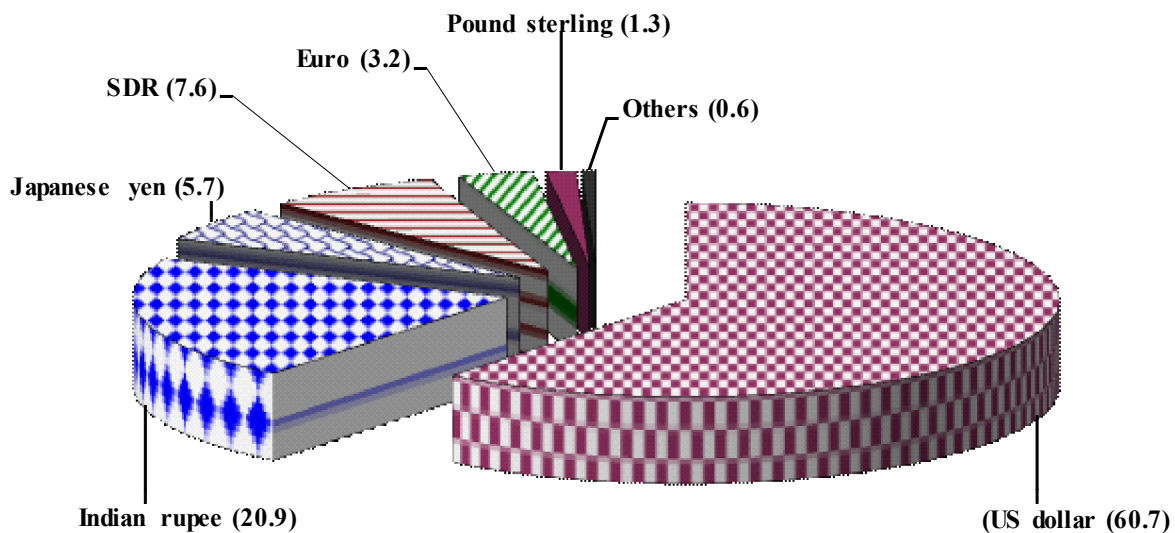 Pound sterling (1.3)
Euro (3.2)
SDR (7.6)
Others (0.6)
Japanese yen (5.7)
Indian rupee (20.9)
(US dollar (60.7)